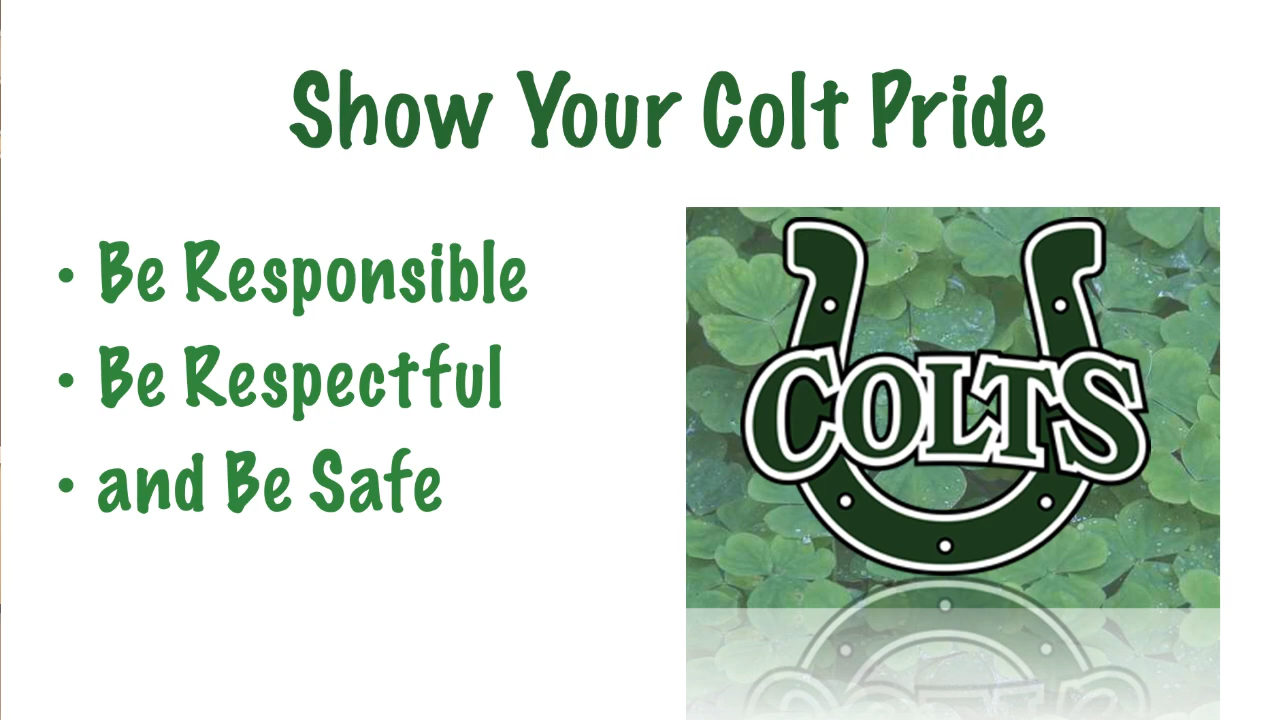 Show Your Colt Pride
• Be Responsible
• Be Respectful
• and Be Safe
COLTS